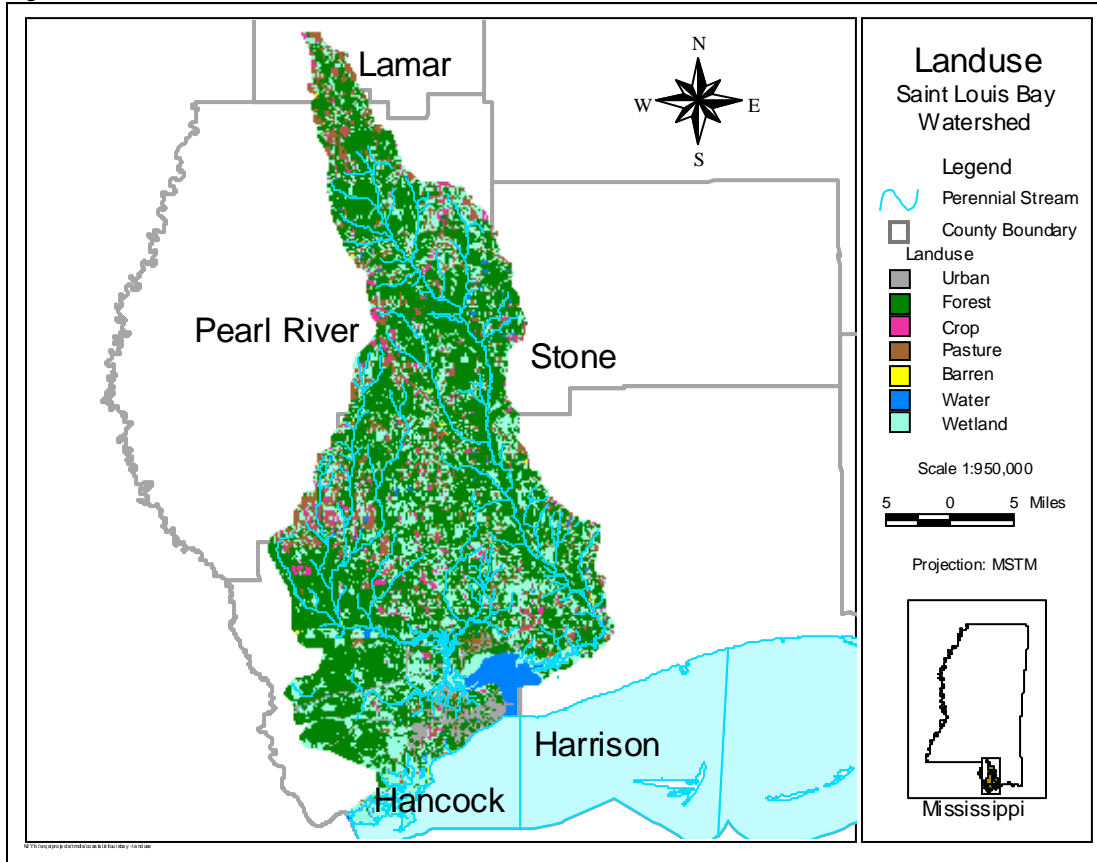 Lamar
N
W
E
S
Pearl River
Stone
Harrison
Hancock
Landuse
Saint Louis Bay
Watershed
Legend
Perennial Stream
County Boundary
Landuse
Urban
Forest
Crop
Pasture
Barren
Water
Wetland
Scale 1:950,000
5 0 5 Miles
Projection: MSTM
Mississippi